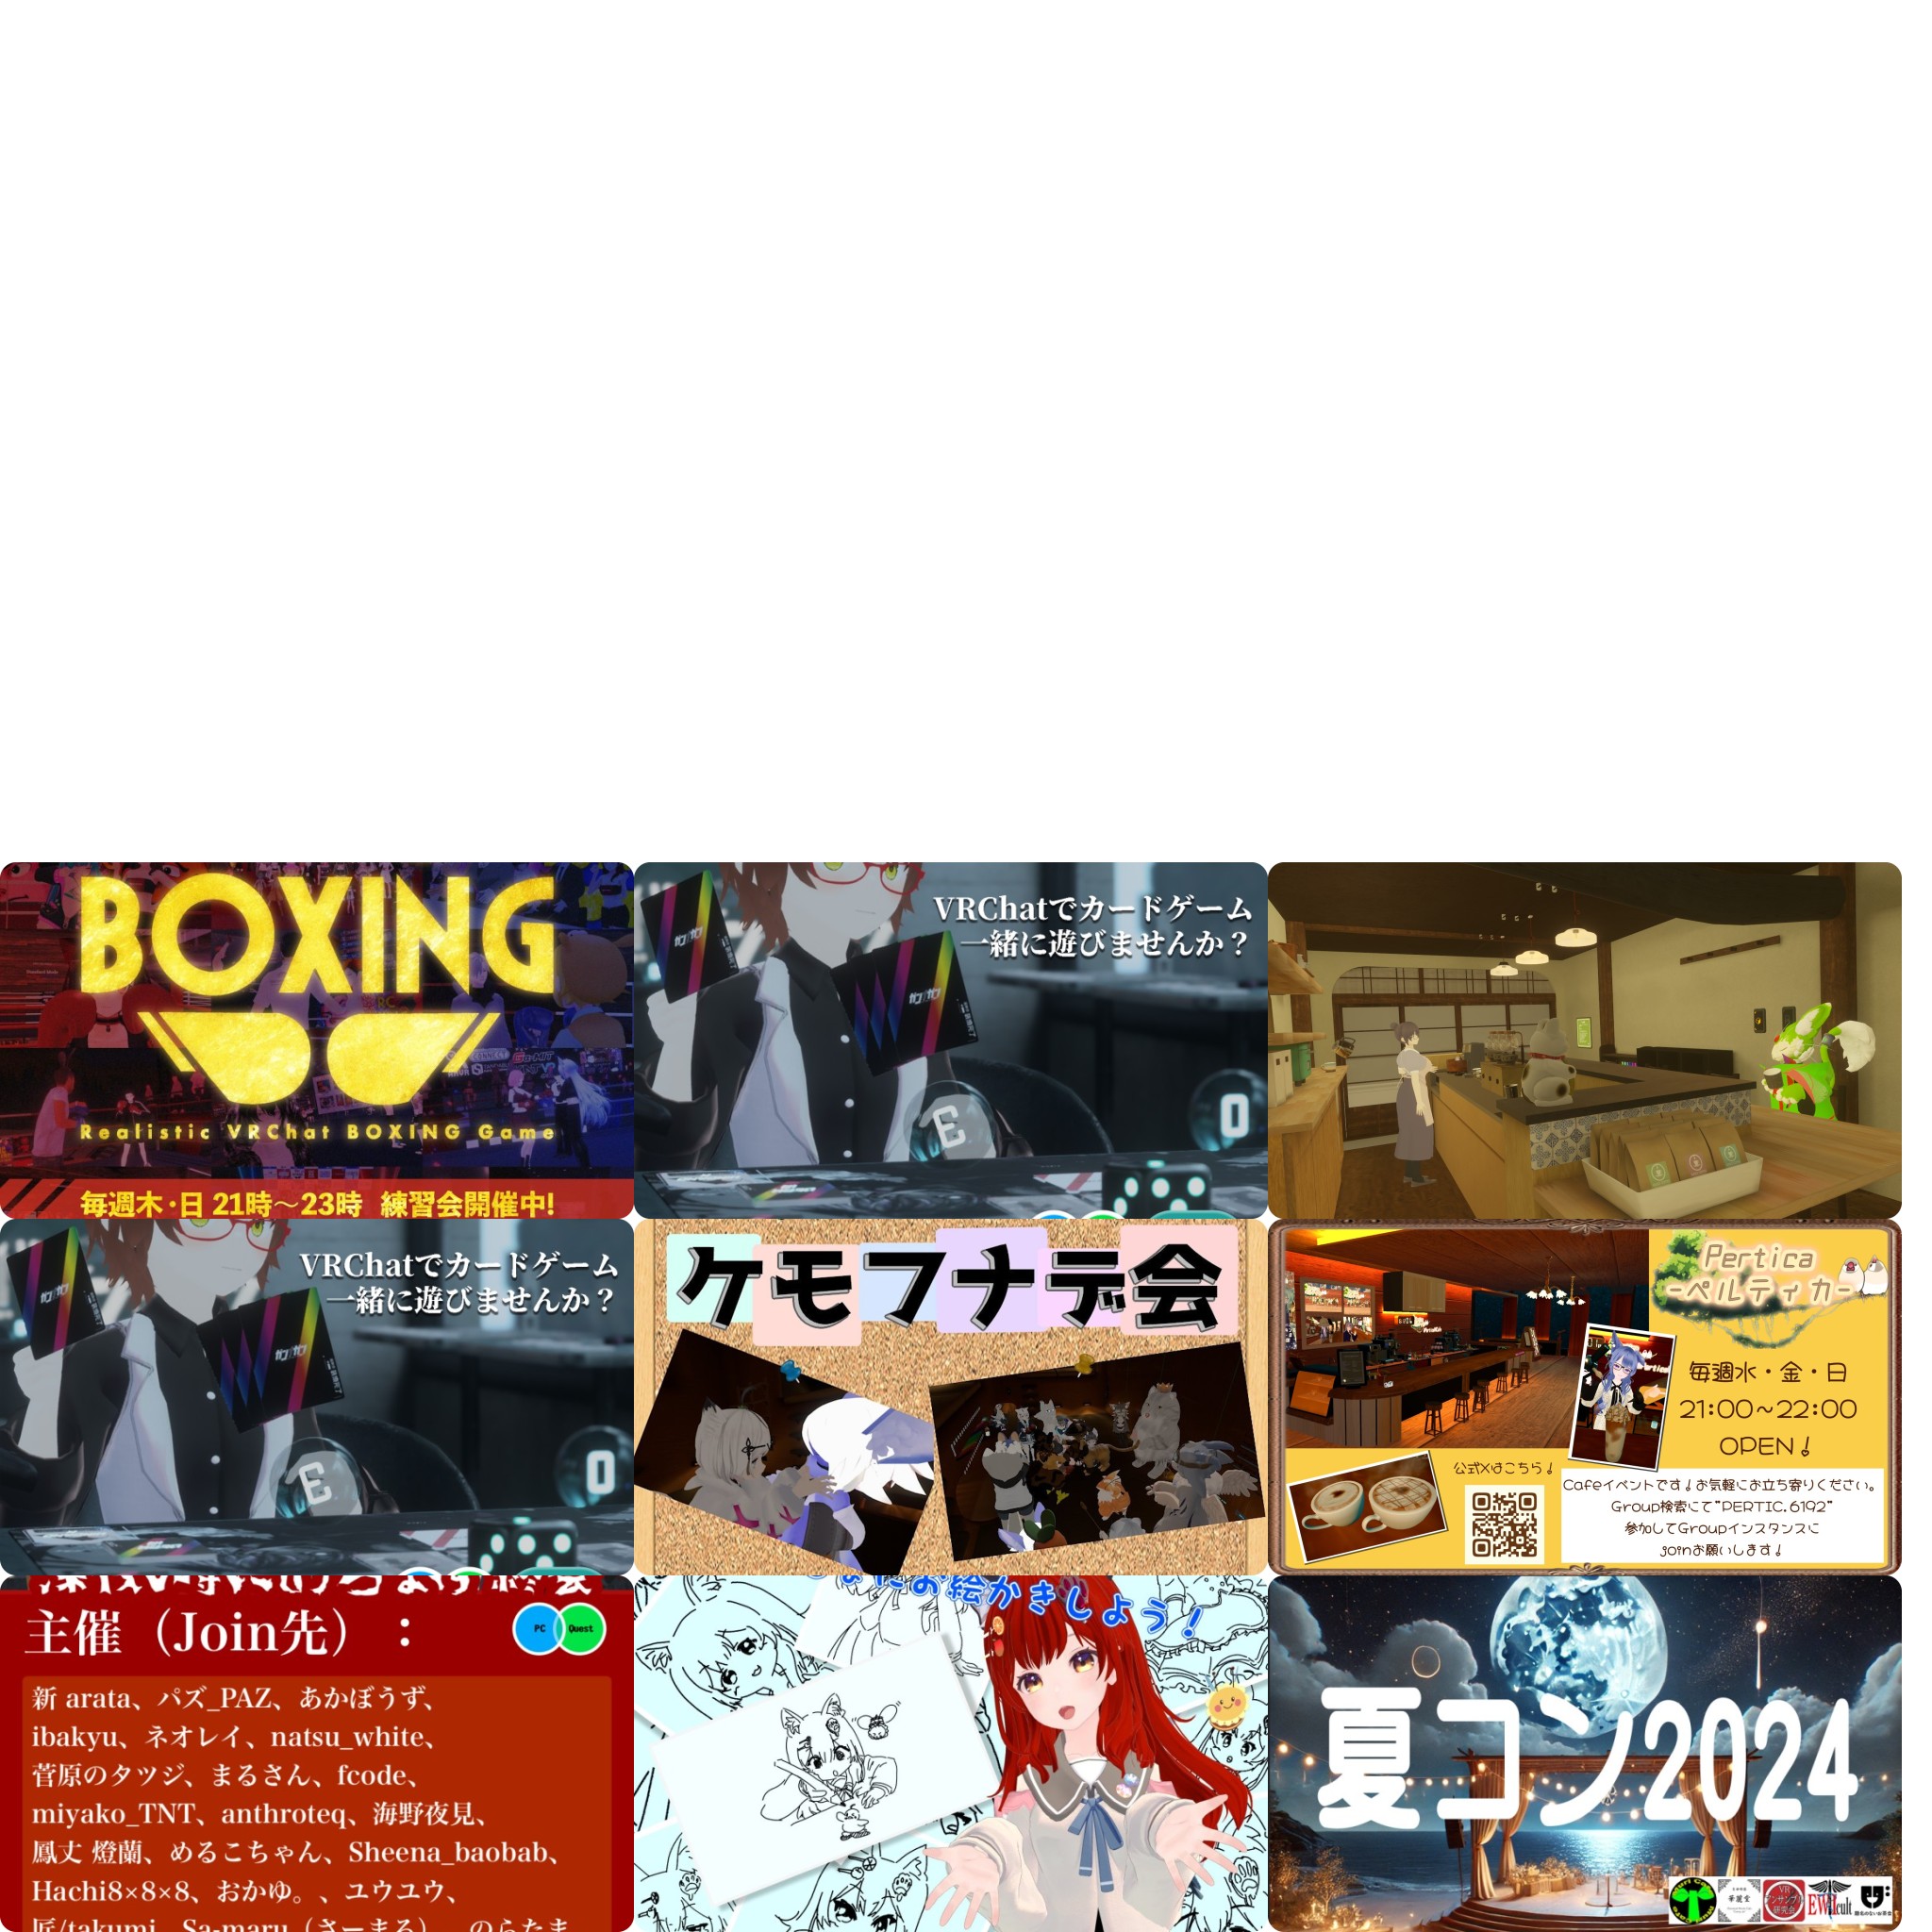 BOXING
Realistic VRChat BOXING Game
毎週木・日 21時～23時 練習会開催中!
VRChatでカードゲーム
一緒に遊びませんか？
VRChatでカードゲーム
一緒に遊びませんか？
ケモフナデ会
Pertica
-ペルティカ-
毎週水・金・日
21:00~22:00
OPEN！
公式Xはこちら！
Cafeイベントです！お気軽にお立ち寄りください。
Group検索にて"PERTIC.6192"
参加してGroupインスタンスに
joinお願いします！
主催（Join先）：
PC
Quest
新 arata、パズ_PAZ、あかぼうず、
ibakyu、ネオレイ、natsu_white、
菅原のタツジ、まるさん、fcode、
miyako_TNT、anthroteq、海野夜見、
鳳丈 燈蘭、めるこちゃん、Sheena_baobab、
Hachi8×8×8、おかゆ。、ユウユウ、
匠/takumi、Sa-maru（さーまる）、のらたま
お絵かきしよう！
夏コン2024